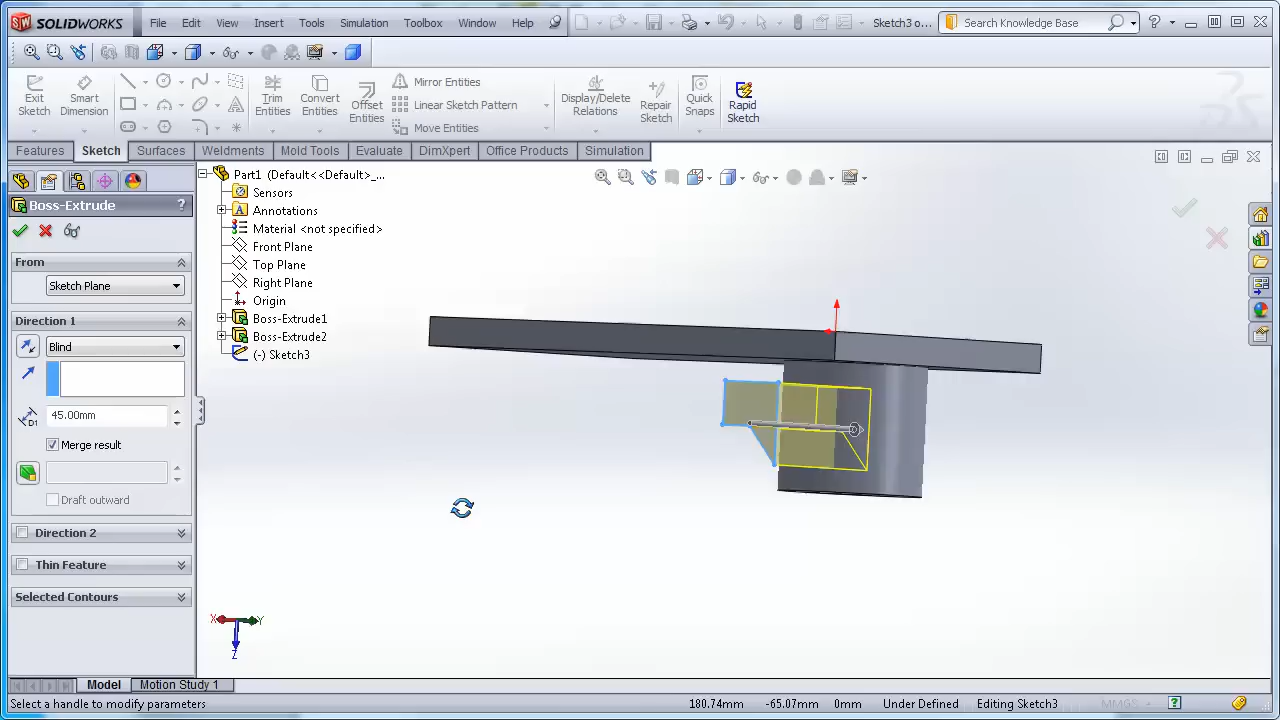 SOLIDWORKS File Edit View Insert Tools Simulation Toolbox Window Help Sketch3 o... Search Knowledge Base ?
Exit Sketch
Smart Dimension
Trim Entities
Convert Entities
Offset Entities
Mirror Entities
Linear Sketch Pattern
Move Entities
Display/Delete Relations
Repair Sketch
Quick Snaps
Rapid Sketch
Features Sketch Surfaces Weldments Mold Tools Evaluate DimXpert Office Products Simulation
Boss-Extrude ?
From
Sketch Plane
Direction 1
Blind
D1 45.00mm
Merge result
Draft outward
Direction 2
Thin Feature
Selected Contours
Part1 (Default<<Default>_...
Sensors
A Annotations
Material <not specified>
Front Plane
Top Plane
Right Plane
Origin
Boss-Extrude1
Boss-Extrude2
(-) Sketch3
X Y
Z
Model Motion Study 1
Select a handle to modify parameters 180.74mm -65.07mm 0mm Under Defined Editing Sketch3 MMGS ?